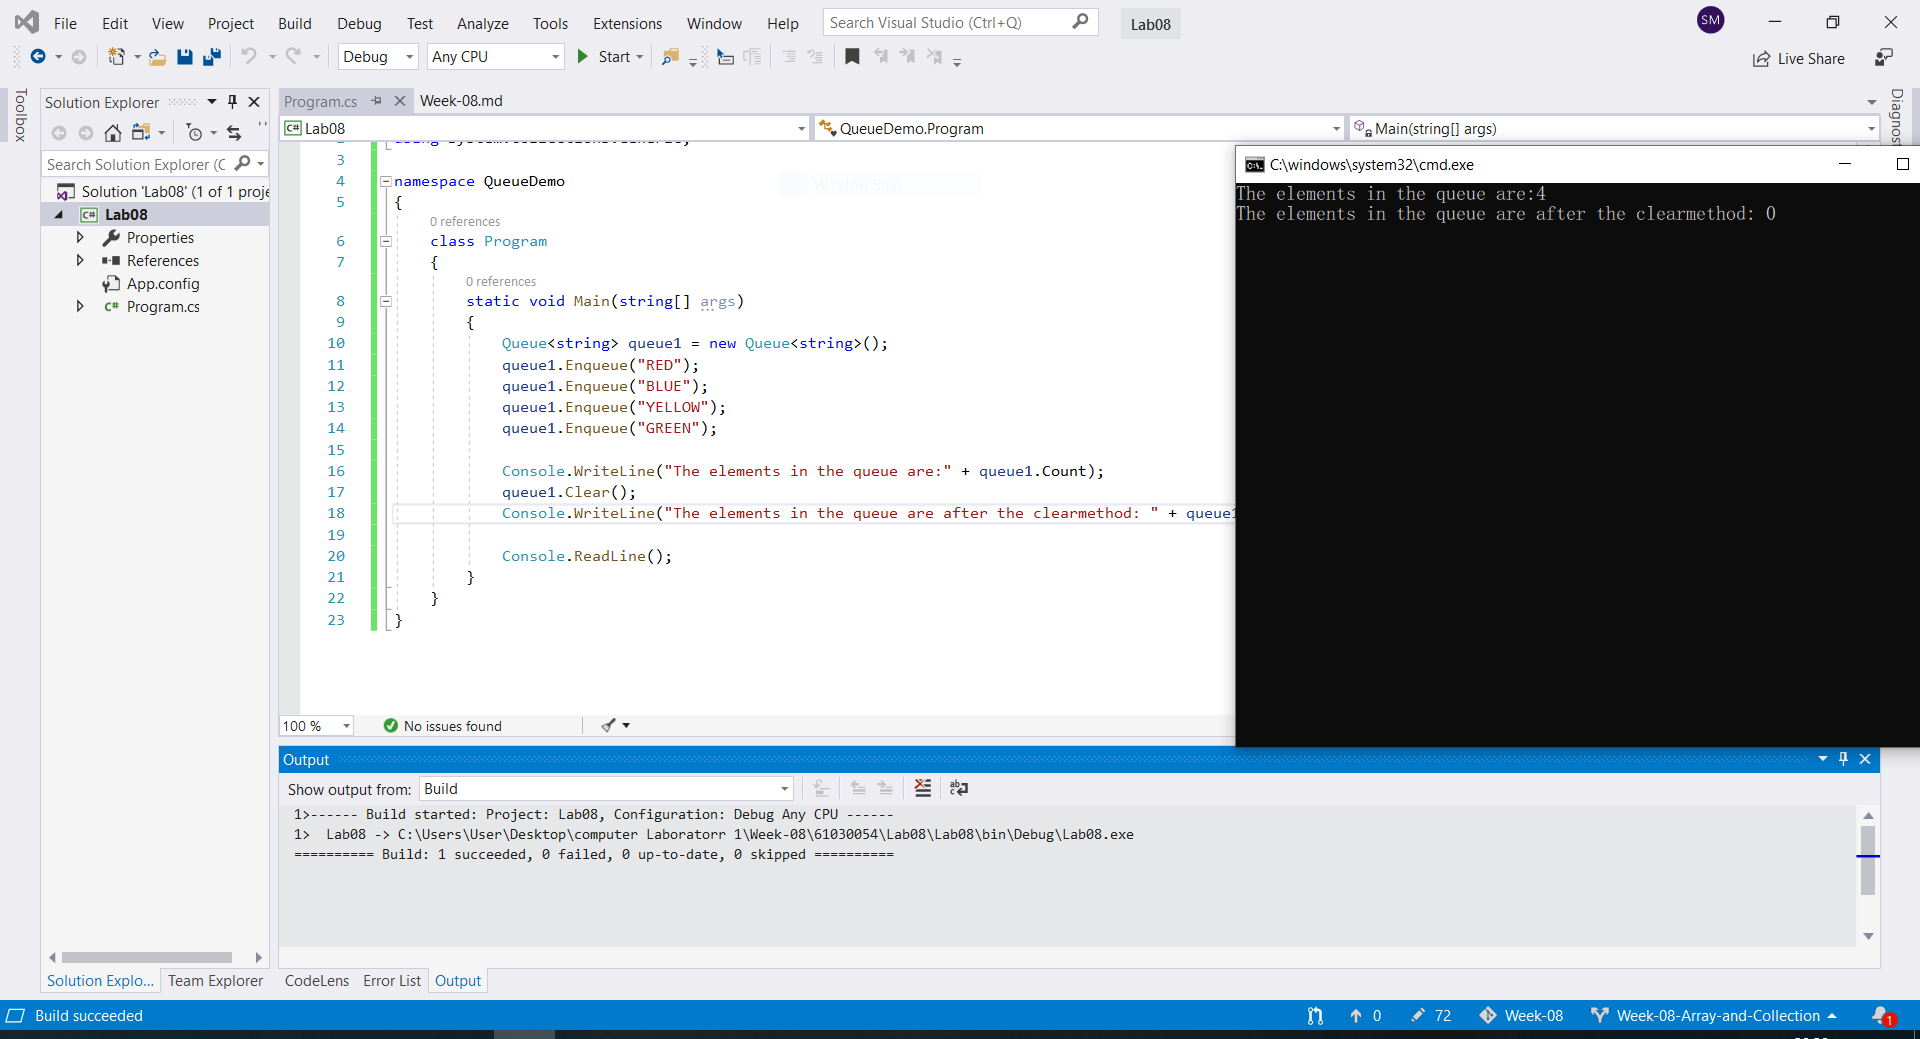 File Edit View Project Build Debug Test Analyze Tools Extensions Window Help Search Visual Studio (Ctrl+Q) Lab08 SM
Debug Any CPU Start Live Share
Toolbox
Solution Explorer
Search Solution Explorer (C
Solution 'Lab08' (1 of 1 proje
C# Lab08
Properties
References
App.config
C# Program.cs
Program.cs Week-08.md
C# Lab08 QueueDemo.Program Main(string[] args)
Diagnost
3
4 namespace QueueDemo
5 {
0 references
6 class Program
7 {
0 references
8 static void Main(string[] args)
9 {
10 Queue<string> queue1 = new Queue<string>();
11 queue1.Enqueue("RED");
12 queue1.Enqueue("BLUE");
13 queue1.Enqueue("YELLOW");
14 queue1.Enqueue("GREEN");
15
16 Console.WriteLine("The elements in the queue are:" + queue1.Count);
17 queue1.Clear();
18 Console.WriteLine("The elements in the queue are after the clearmethod: " + queue1
19
20 Console.ReadLine();
21 }
22 }
23 }
Window Snip
C:\windows\system32\cmd.exe
The elements in the queue are:4
The elements in the queue are after the clearmethod: 0
100 % No issues found
Output
Show output from: Build
1>------ Build started: Project: Lab08, Configuration: Debug Any CPU ------
1>  Lab08 -> C:\Users\User\Desktop\computer Laboratorr 1\Week-08\61030054\Lab08\Lab08\bin\Debug\Lab08.exe
========== Build: 1 succeeded, 0 failed, 0 up-to-date, 0 skipped ==========
Solution Explo... Team Explorer CodeLens Error List Output
Build succeeded 0 72 Week-08 Week-08-Array-and-Collection 1